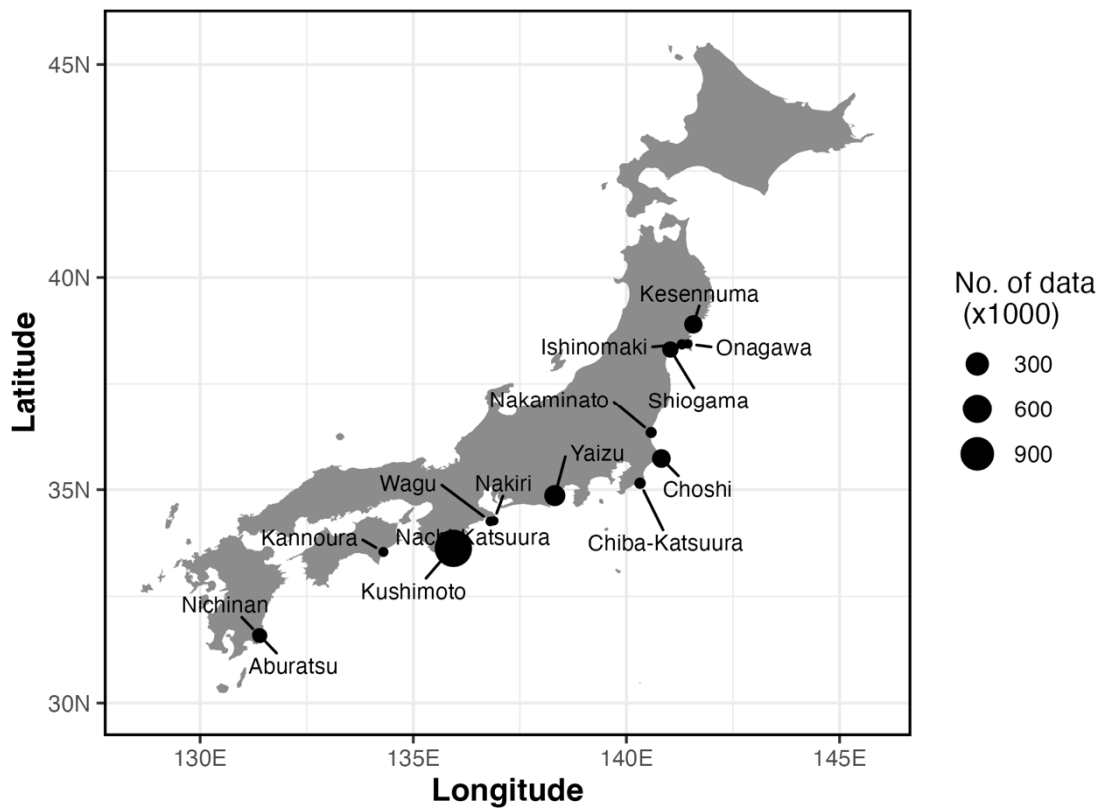 45N
40N
35N
30N
Latitude
Kesennuma
Ishinomaki
Onagawa
Nakaminato
Shiogama
Yaizu
Wagu
Nakiri
Choshi
Kannoura
Nachi-Katsuura
Chiba-Katsuura
Kushimoto
Nichinan
Aburatsu
130E
135E
140E
145E
Longitude
No. of data
(x1000)
300
600
900